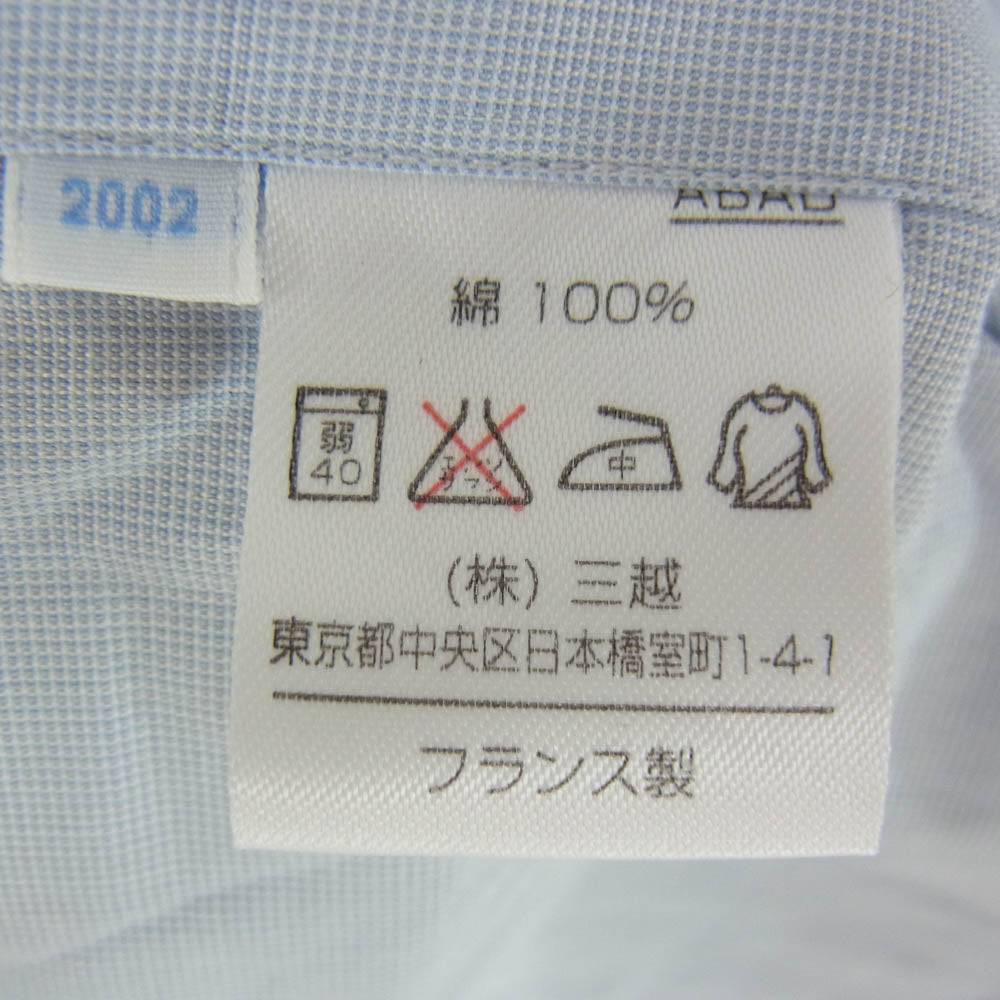 2002
綿 100%
弱
40
中
(株) 三越
東京都中央区日本橋室町1-4-1
フランス製